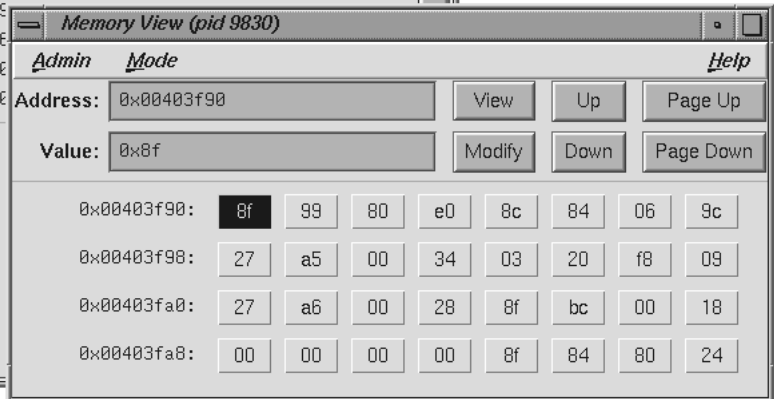 Memory View (pid 9830)
Admin Mode Help
Address: 0x00403f90 View Up Page Up
Value: 0x8f Modify Down Page Down
0x00403f90: 8f 99 80 e0 8c 84 06 9c
0x00403f98: 27 a5 00 34 03 20 f8 09
0x00403fa0: 27 a6 00 28 8f bc 00 18
0x00403fa8: 00 00 00 00 8f 84 80 24